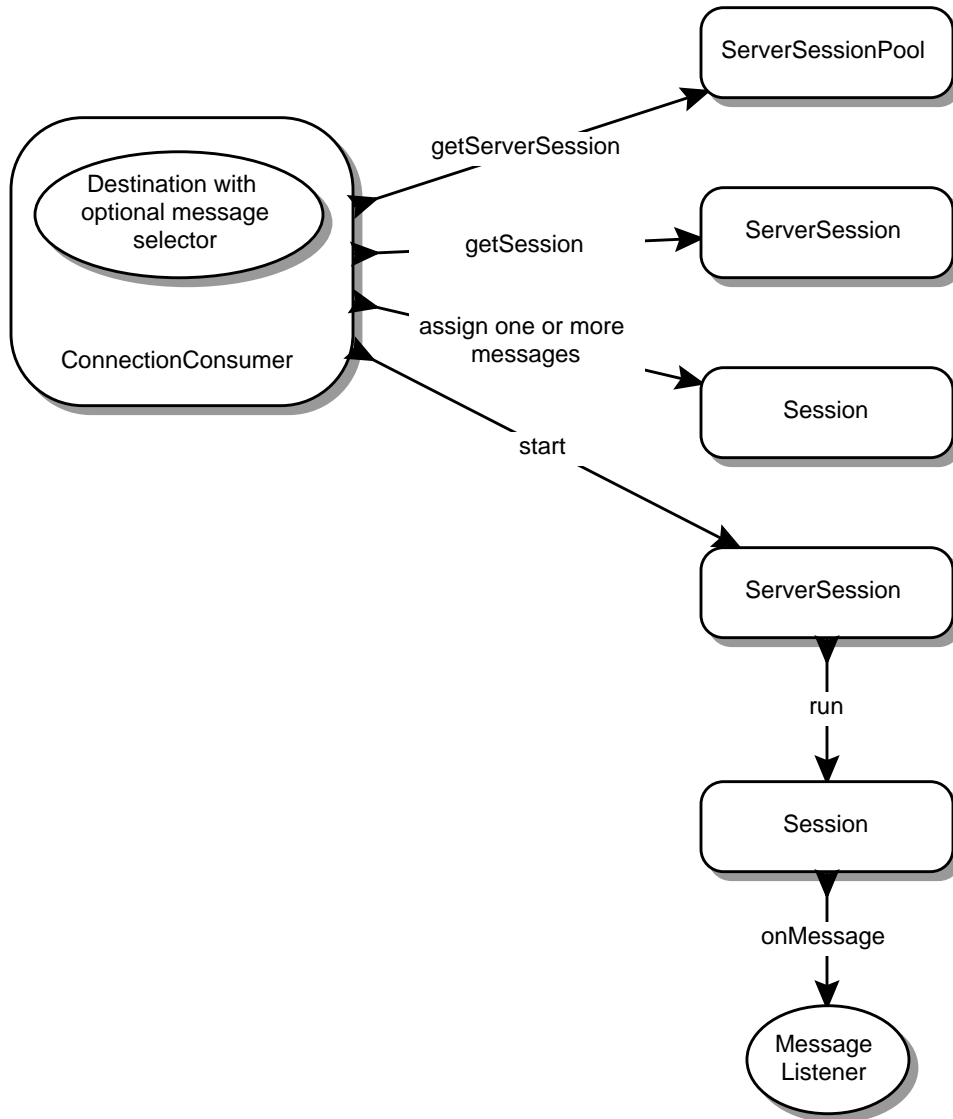 ServerSessionPool
getServerSession
Destination with
optional message
selector
ServerSession
getSession
assign one or more
messages
ConnectionConsumer
Session
start
ServerSession
run
Session
onMessage
Message
Listener